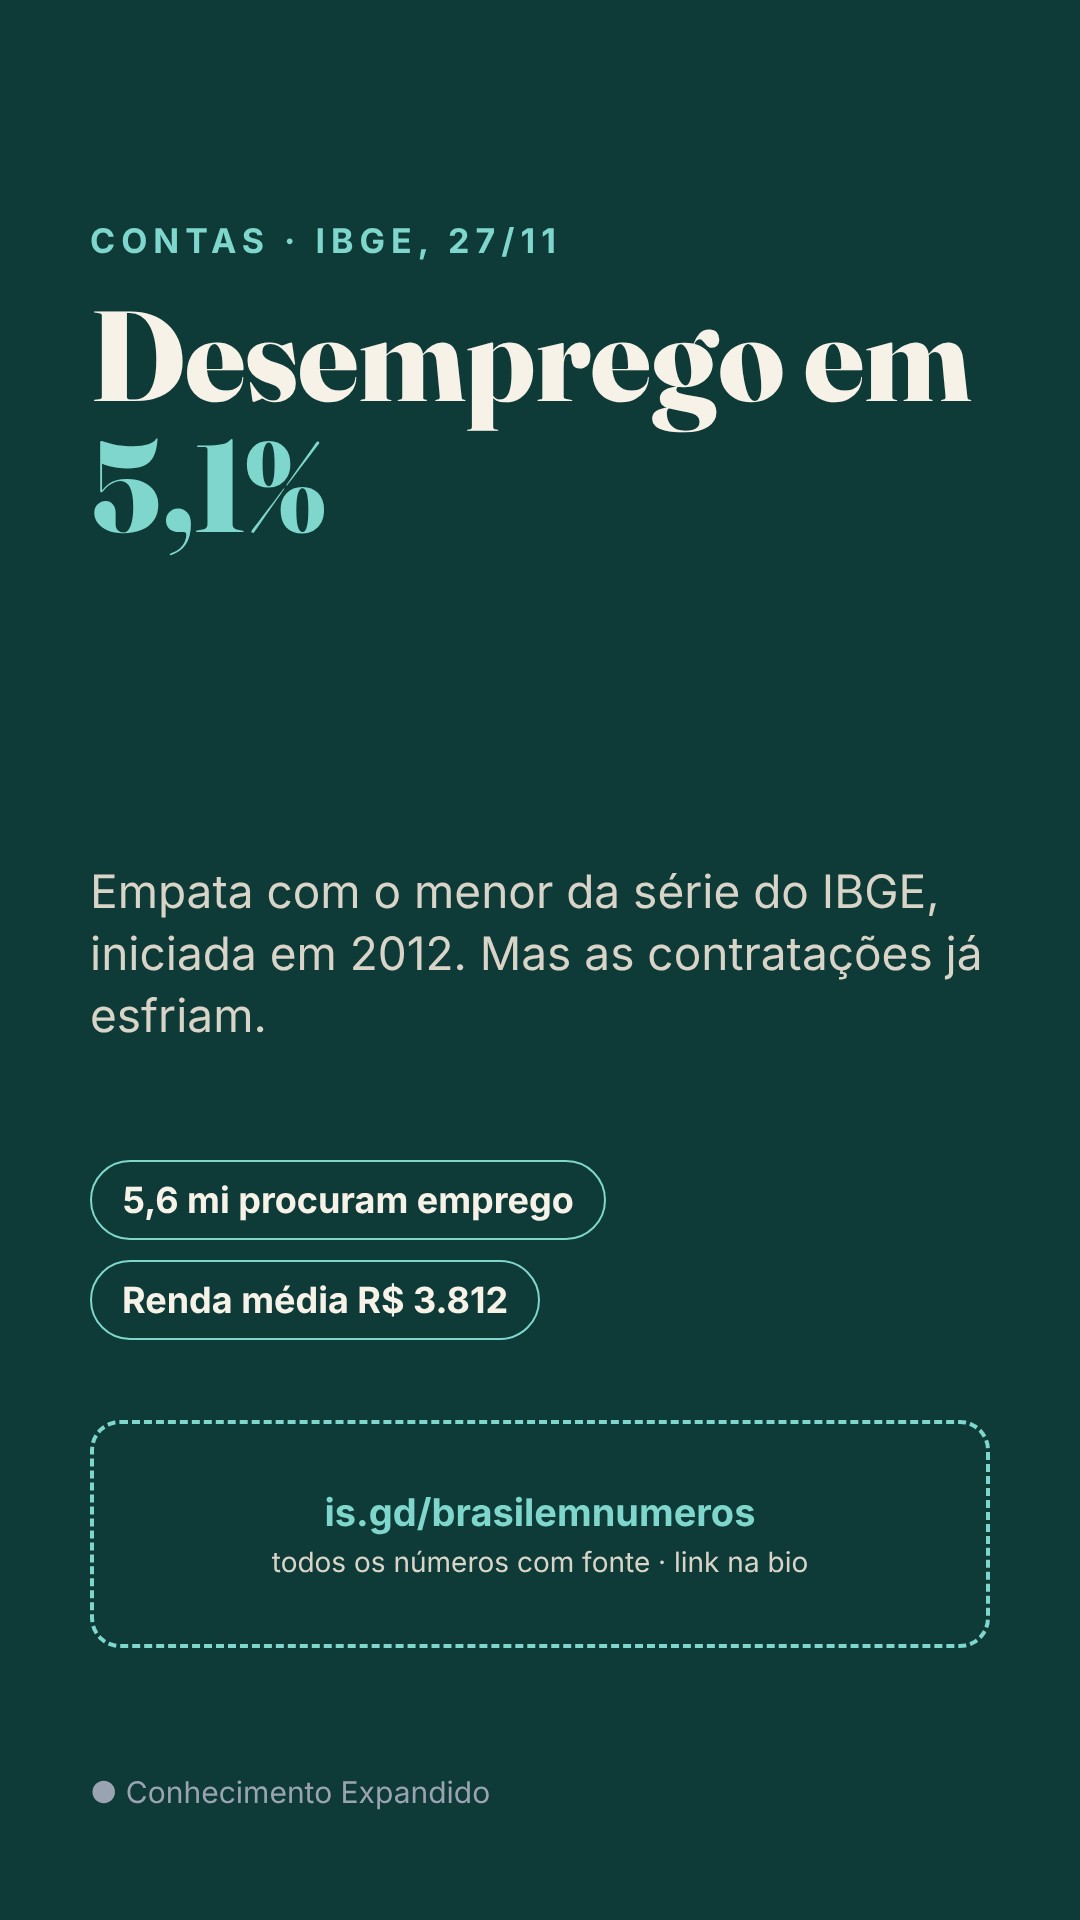 CONTAS · IBGE, 27/11
Desemprego em
5,1%
Empata com o menor da série do IBGE,
iniciada em 2012. Mas as contratações já
esfriam.
5,6 mi procuram emprego
Renda média R$ 3.812
is.gd/brasilemnumeros
todos os números com fonte · link na bio
Conhecimento Expandido